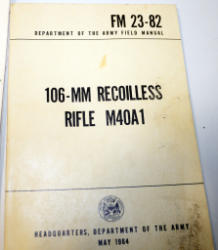 FM 23-82
DEPARTMENT OF THE ARMY FIELD MANUAL
106-MM RECOILLESS
RIFLE M40A1
HEADQUARTERS, DEPARTMENT OF THE ARMY
MAY 1964